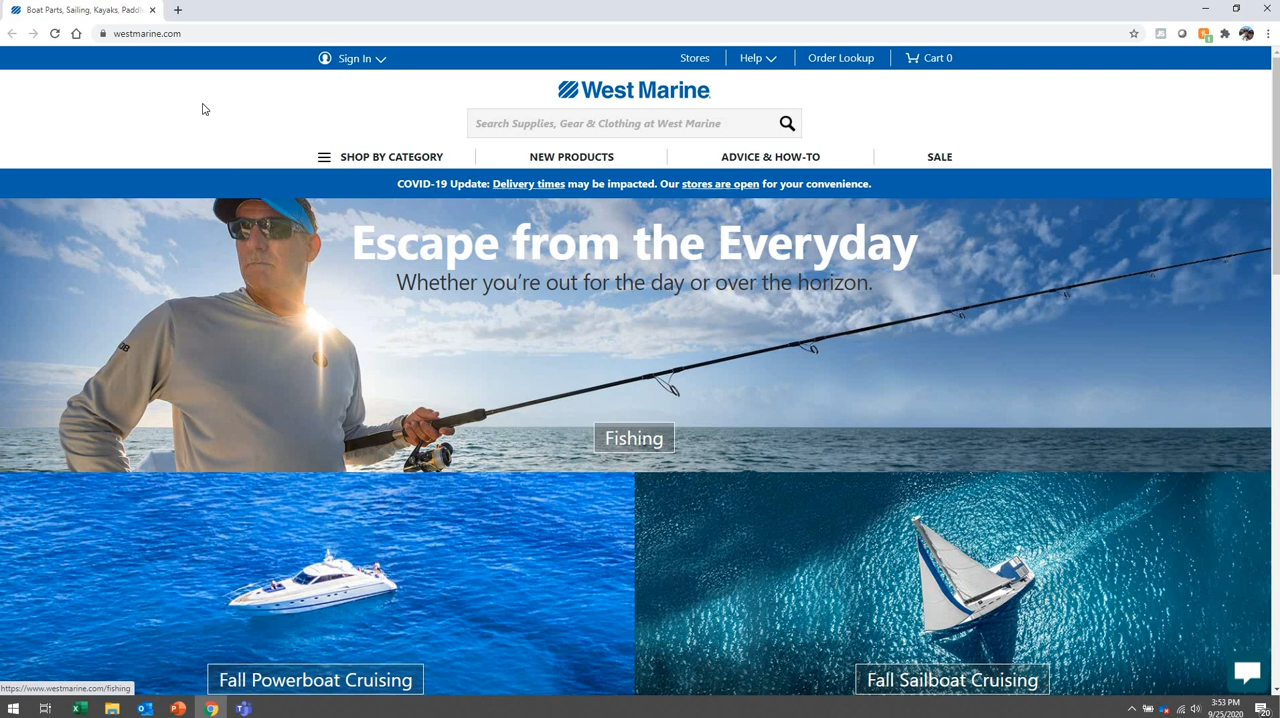 Boat Parts, Sailing, Kayaks, Paddl
westmarine.com
1
Sign In
Stores
Help
Order Lookup
Cart 0
West Marine
Search Supplies, Gear & Clothing at West Marine
SHOP BY CATEGORY
NEW PRODUCTS
ADVICE & HOW-TO
SALE
COVID-19 Update: Delivery times may be impacted. Our stores are open for your convenience.
Escape from the Everyday
Whether you're out for the day or over the horizon.
Fishing
Fall Powerboat Cruising
Fall Sailboat Cruising
https://www.westmarine.com/fishing
3:53 PM
9/25/2020
20